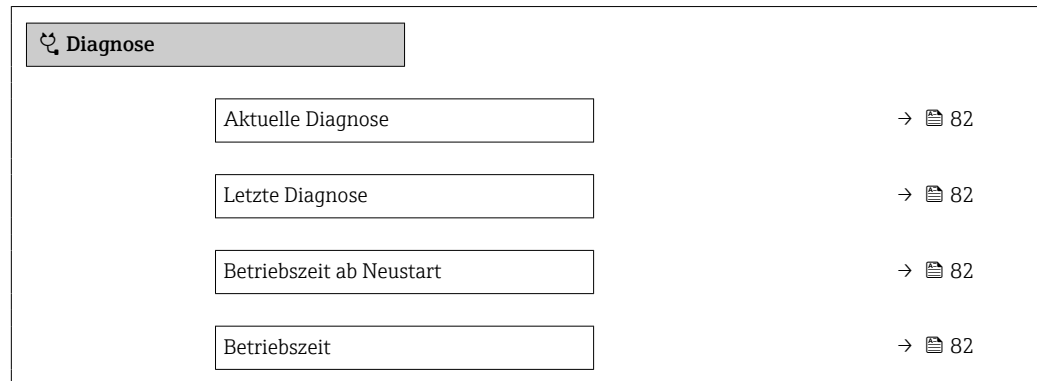 Diagnose
Aktuelle Diagnose → 82
Letzte Diagnose → 82
Betriebszeit ab Neustart → 82
Betriebszeit → 82